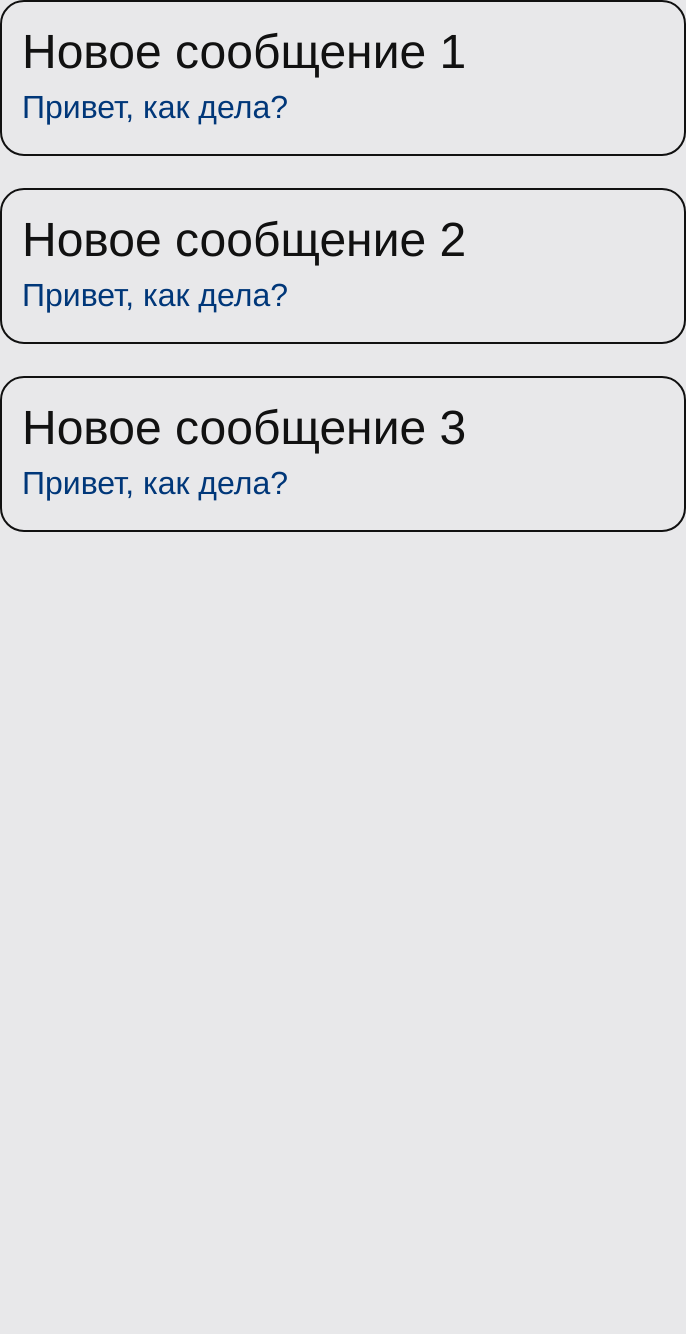 Новое сообщение 1
Привет, как дела?
Новое сообщение 2
Привет, как дела?
Новое сообщение 3
Привет, как дела?